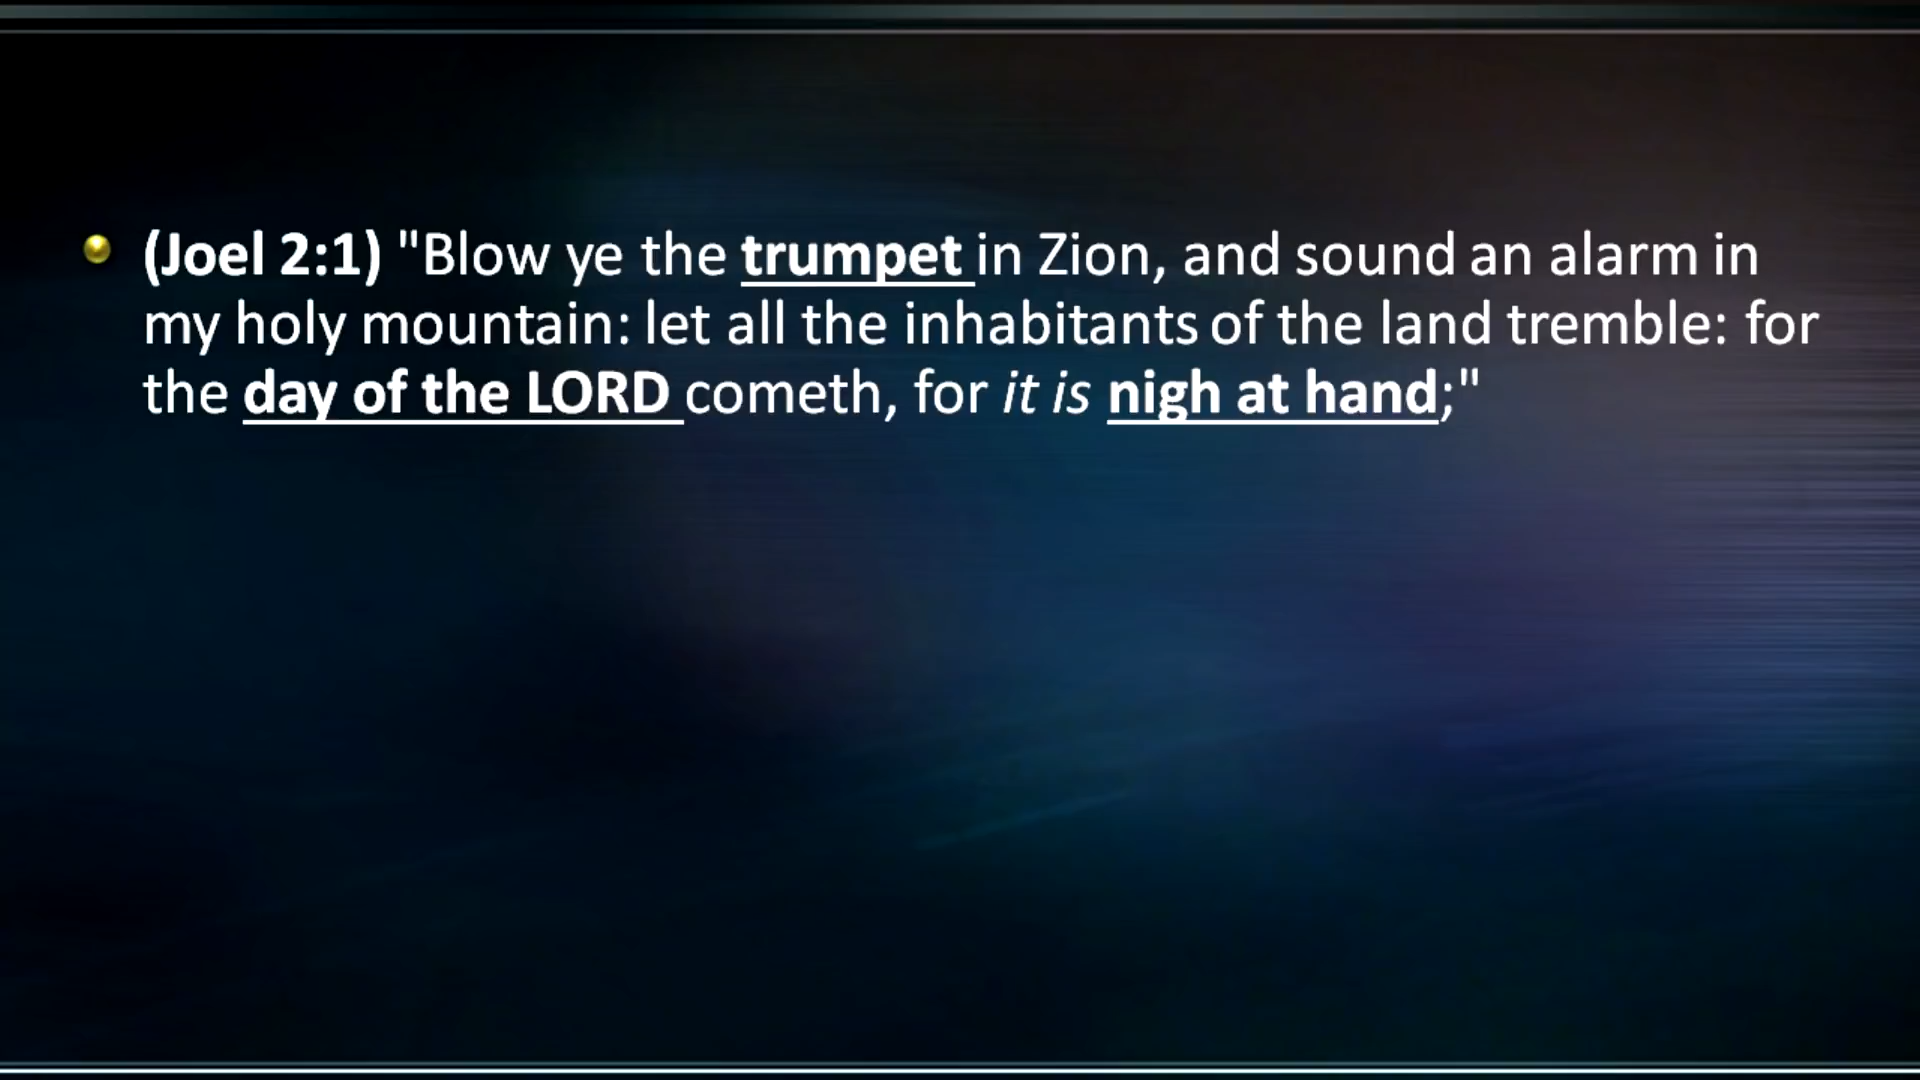 (Joel 2:1) "Blow ye the trumpet in Zion, and sound an alarm in
my holy mountain: let all the inhabitants of the land tremble: for
the day of the LORD cometh, for it is nigh at hand;"